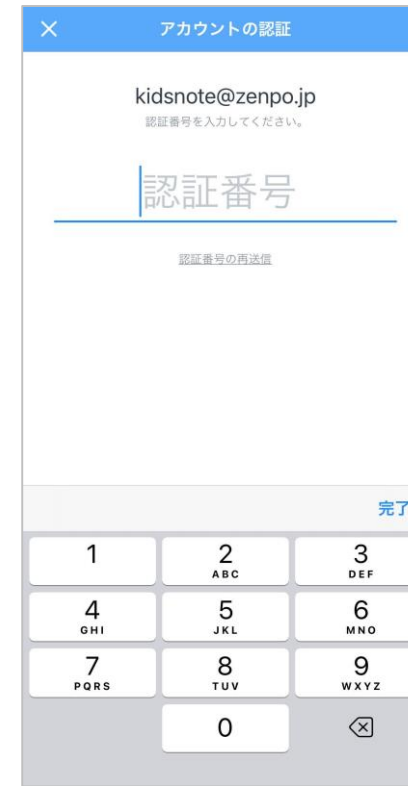 アカウントの認証
kidsnote@zenpo.jp
認証番号を入力してください。
認証番号
認証番号の再送信
完了
1 2 3
ABC DEF
4 5 6
GHI JKL MNO
7 8 9
PQRS TUV WXYZ
0